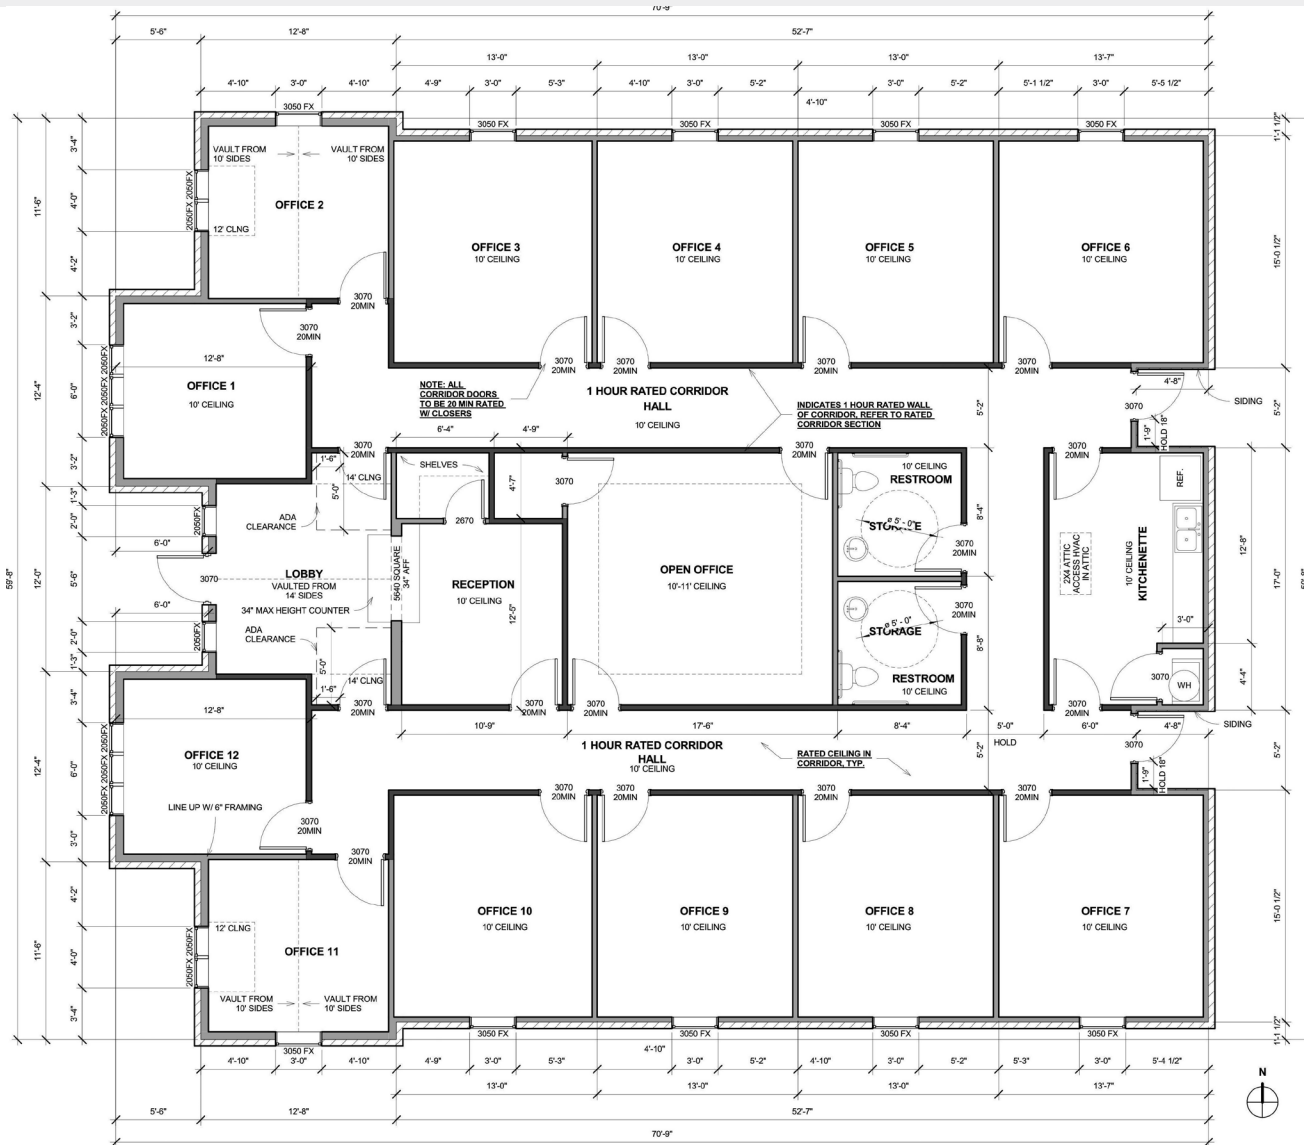 70'-9"
5'-6"
12'-8"
52'-7"
13'-0"
13'-0"
13'-0"
13'-7"
4'-10"
3'-0"
4'-10"
4'-9"
3'-0"
5'-3"
4'-10"
3'-0"
5'-2"
4'-10"
3'-0"
5'-2"
5'-1 1/2"
3'-0"
5'-5 1/2"
3050 FX
3050 FX
3050 FX
3050 FX
3050 FX
59'-8"
11'-6"
12'-4"
12'-0"
12'-4"
11'-6"
3'-4"
4'-0"
4'-2"
3'-2"
6'-0"
3'-2"
1'-3"
2'-0"
5'-6"
2'-0"
1'-3"
3'-4"
6'-0"
3'-0"
4'-2"
4'-0"
3'-4"
2050FX 2050FX
VAULT FROM
10' SIDES
VAULT FROM
10' SIDES
OFFICE 2
12' CLNG
3070
20MIN
OFFICE 3
10' CEILING
3070
20MIN
OFFICE 4
10' CEILING
3070
20MIN
OFFICE 5
10' CEILING
3070
20MIN
OFFICE 6
10' CEILING
3070
20MIN
1'-1 1/2"
15'-0 1/2"
5'-2"
17'-0"
5'-2"
15'-0 1/2"
1'-1 1/2"
2050FX 2050FX 2050FX
12'-8"
OFFICE 1
10' CEILING
3070
20MIN
NOTE: ALL
CORRIDOR DOORS
TO BE 20 MIN RATED
W/ CLOSERS
1 HOUR RATED CORRIDOR
HALL
10' CEILING
INDICATES 1 HOUR RATED WALL
OF CORRIDOR, REFER TO RATED
CORRIDOR SECTION
5'-2"
4'-8"
3070
1'-9"
HOLD 18"
SIDING
6'-4"
4'-9"
3070
20MIN
3070
20MIN
3070
20MIN
1'-6"
14' CLNG
5'-0"
ADA
CLEARANCE
SHELVES
2670
4'-7"
3070
2050FX
6'-0"
3070
6'-0"
2050FX
LOBBY
VAULTED FROM
14' SIDES
34" MAX HEIGHT COUNTER
ADA
CLEARANCE
5'-0"
1'-6"
14' CLNG
3070
20MIN
5640 SQUARE
34" AFF
RECEPTION
10' CEILING
12'-5"
3070
20MIN
OPEN OFFICE
10'-11' CEILING
3070
20MIN
10' CEILING
RESTROOM
STORAGE
ø 5' - 0"
3070
20MIN
8'-4"
3070
20MIN
STORAGE
ø 5' - 0"
8'-8"
RESTROOM
10' CEILING
2X4 ATTIC
ACCESS HVAC
IN ATTIC
10' CEILING
KITCHENETTE
REF.
12'-8"
3'-0"
3070
WH
4'-4"
3070
20MIN
SIDING
10'-9"
17'-6"
8'-4"
5'-0"
HOLD
6'-0"
4'-8"
5'-2"
3070
1'-9"
HOLD 18"
1 HOUR RATED CORRIDOR
HALL
10' CEILING
RATED CEILING IN
CORRIDOR, TYP.
12'-8"
2050FX 2050FX 2050FX
OFFICE 12
10' CEILING
LINE UP W/ 6" FRAMING
3070
20MIN
3070
20MIN
3070
20MIN
3070
20MIN
3070
20MIN
3070
20MIN
2050FX 2050FX
12' CLNG
OFFICE 11
VAULT FROM
10' SIDES
VAULT FROM
10' SIDES
OFFICE 10
10' CEILING
OFFICE 9
10' CEILING
OFFICE 8
10' CEILING
OFFICE 7
10' CEILING
3050 FX
3050 FX
3050 FX
3050 FX
3050 FX
4'-10"
3'-0"
4'-10"
4'-9"
3'-0"
5'-3"
4'-10"
3'-0"
5'-2"
4'-10"
3'-0"
5'-2"
5'-3"
3'-0"
5'-4 1/2"
13'-0"
13'-0"
13'-0"
13'-7"
5'-6"
12'-8"
52'-7"
70'-9"
N